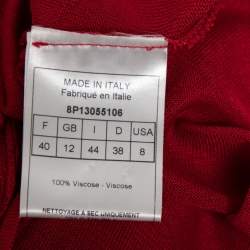 MADE IN ITALY
Fabriqué en Italie
8P13055106
F GB I D USA
40 12 44 38 8
100% Viscose - Viscose
NETTOYAGE A SEC UNIQUEMENT